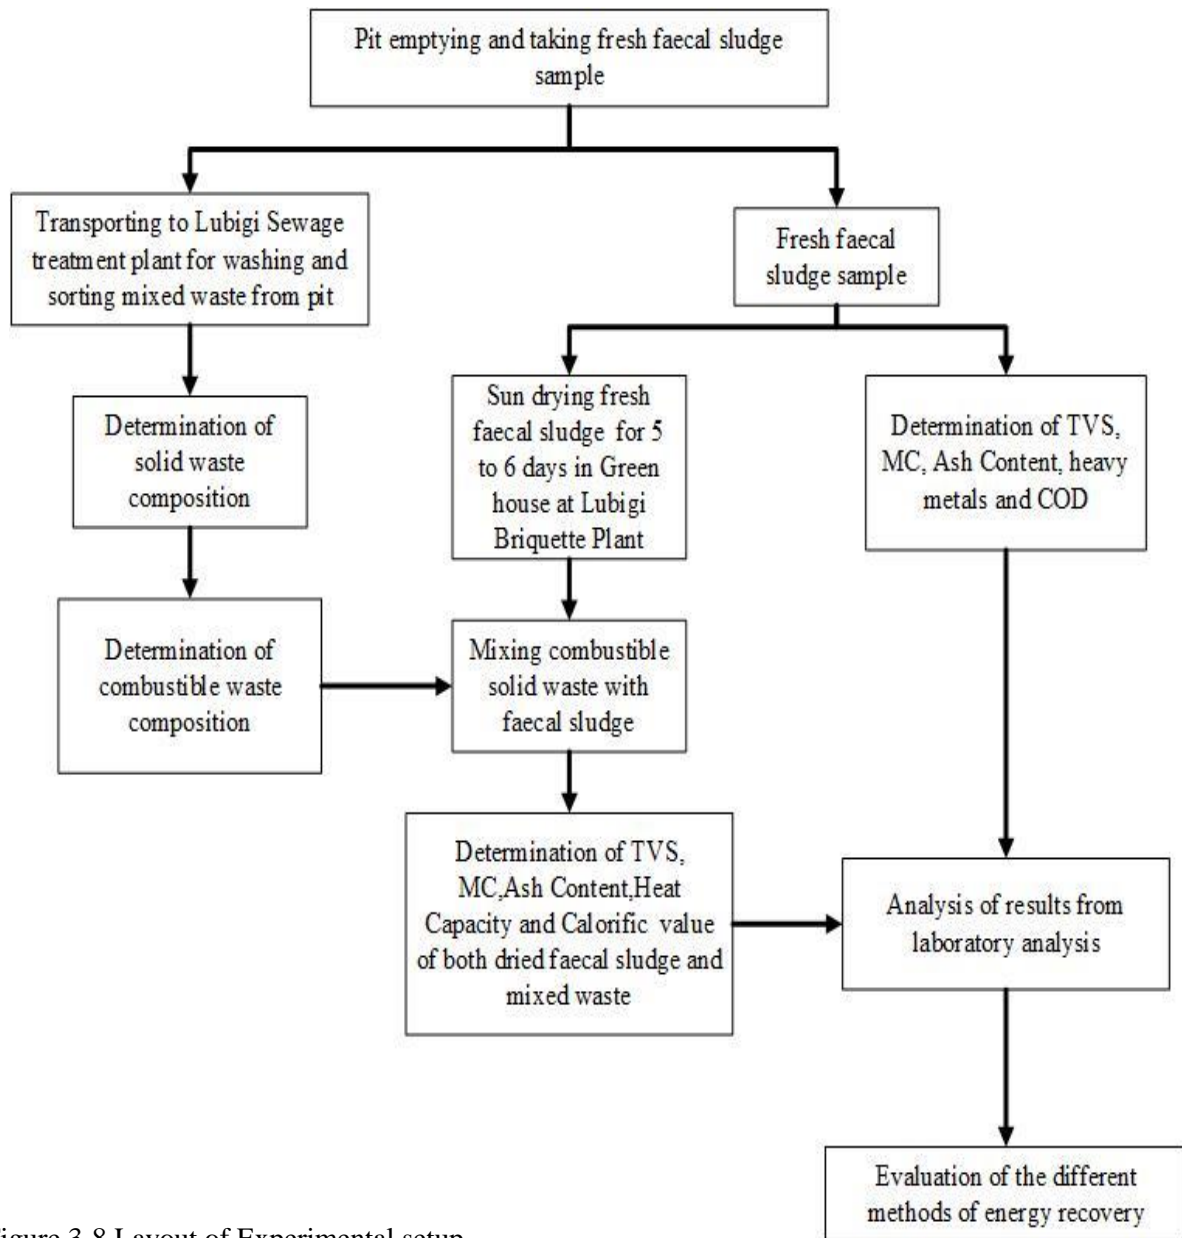 Pit emptying and taking fresh faecal sludge
sample
Transporting to Lubigi Sewage
treatment plant for washing and
sorting mixed waste from pit
Fresh faecal
sludge sample
Determination of
solid waste
composition
Sun drying fresh
faecal sludge for 5
to 6 days in Green
house at Lubigi
Briquette Plant
Determination of TVS,
MC, Ash Content, heavy
metals and COD
Determination of
combustible waste
composition
Mixing combustible
solid waste with
faecal sludge
Determination of TVS,
MC,Ash Content,Heat
Capacity and Calorific value
of both dried faecal sludge and
mixed waste
Analysis of results from
laboratory analysis
Evaluation of the different
methods of energy recovery
igure 3-8 Layout of Experimental setup